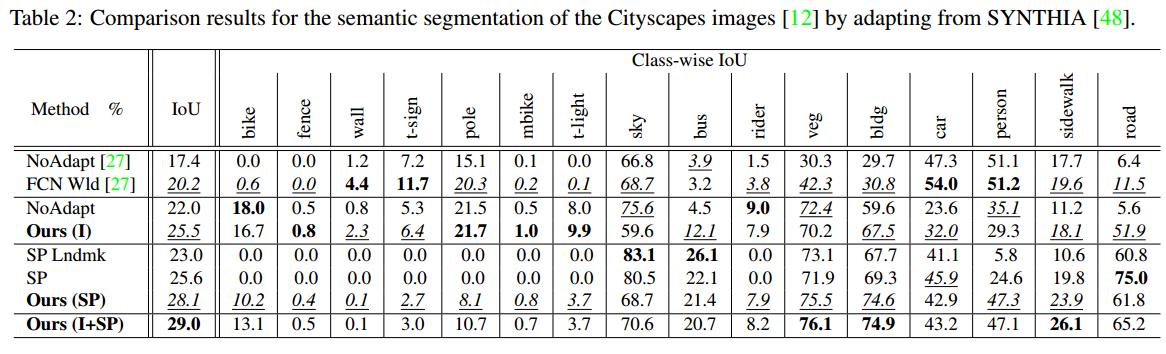 Table 2: Comparison results for the semantic segmentation of the Cityscapes images [12] by adapting from SYNTHIA [48].
Class-wise IoU
Method % IoU bike fence wall t-sign pole mbike t-light sky bus rider veg bldg car person sidewalk road
NoAdapt [27] 17.4 0.0 0.0 1.2 7.2 15.1 0.1 0.0 66.8 3.9 1.5 30.3 29.7 47.3 51.1 17.7 6.4
FCN Wld [27] 20.2 0.6 0.0 4.4 11.7 20.3 0.2 0.1 68.7 3.2 3.8 42.3 30.8 54.0 51.2 19.6 11.5
NoAdapt 22.0 18.0 0.5 0.8 5.3 21.5 0.5 8.0 75.6 4.5 9.0 72.4 59.6 23.6 35.1 11.2 5.6
Ours (I) 25.5 16.7 0.8 2.3 6.4 21.7 1.0 9.9 59.6 12.1 7.9 70.2 67.5 32.0 29.3 18.1 51.9
SP Lndmk 23.0 0.0 0.0 0.0 0.0 0.0 0.0 0.0 83.1 26.1 0.0 73.1 67.7 41.1 5.8 10.6 60.8
SP 25.6 0.0 0.0 0.0 0.0 0.0 0.0 0.0 80.5 22.1 0.0 71.9 69.3 45.9 24.6 19.8 75.0
Ours (SP) 28.1 10.2 0.4 0.1 2.7 8.1 0.8 3.7 68.7 21.4 7.9 75.5 74.6 42.9 47.3 23.9 61.8
Ours (I+SP) 29.0 13.1 0.5 0.1 3.0 10.7 0.7 3.7 70.6 20.7 8.2 76.1 74.9 43.2 47.1 26.1 65.2